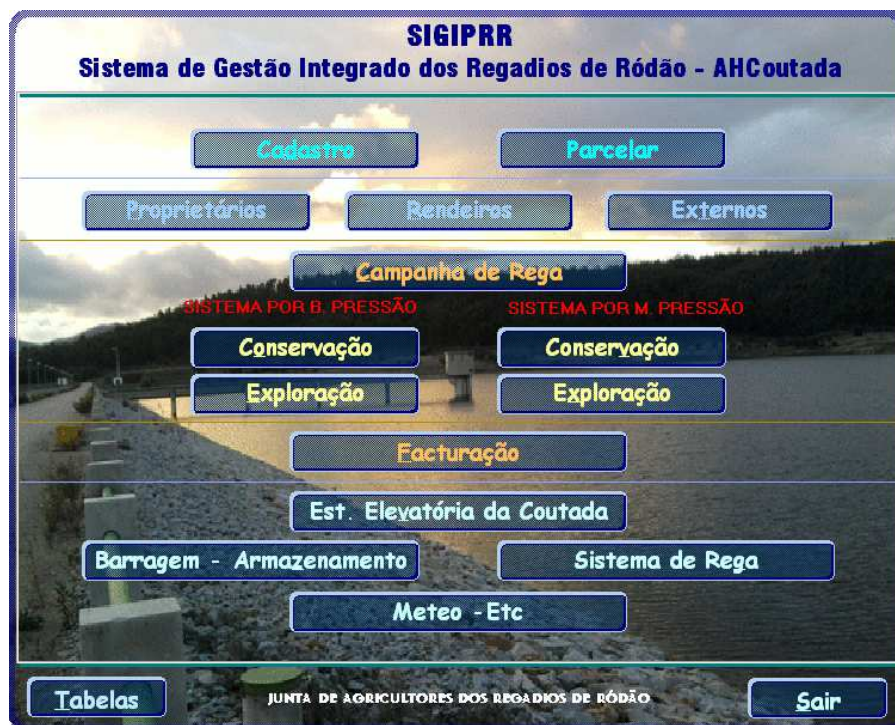 SIGIPRR
Sistema de Gestão Integrado dos Regadios de Ródão - AHCoutada
Cadastro Parcelar
Proprietários Rendeiros Externos
Campanha de Rega
SISTEMA POR B. PRESSÃO SISTEMA POR M. PRESSÃO
Conservação Conservação
Exploração Exploração
Facturação
Est. Elevatória da Coutada
Barragem - Armazenamento Sistema de Rega
Meteo - Etc
Tabelas JUNTA DE AGRICULTORES DOS REGADIOS DE RÓDÃO Sair